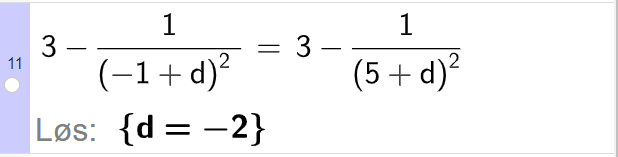 11
3 − 1/(−1 + d)² = 3 − 1/(5 + d)²
Løs: {d = −2}